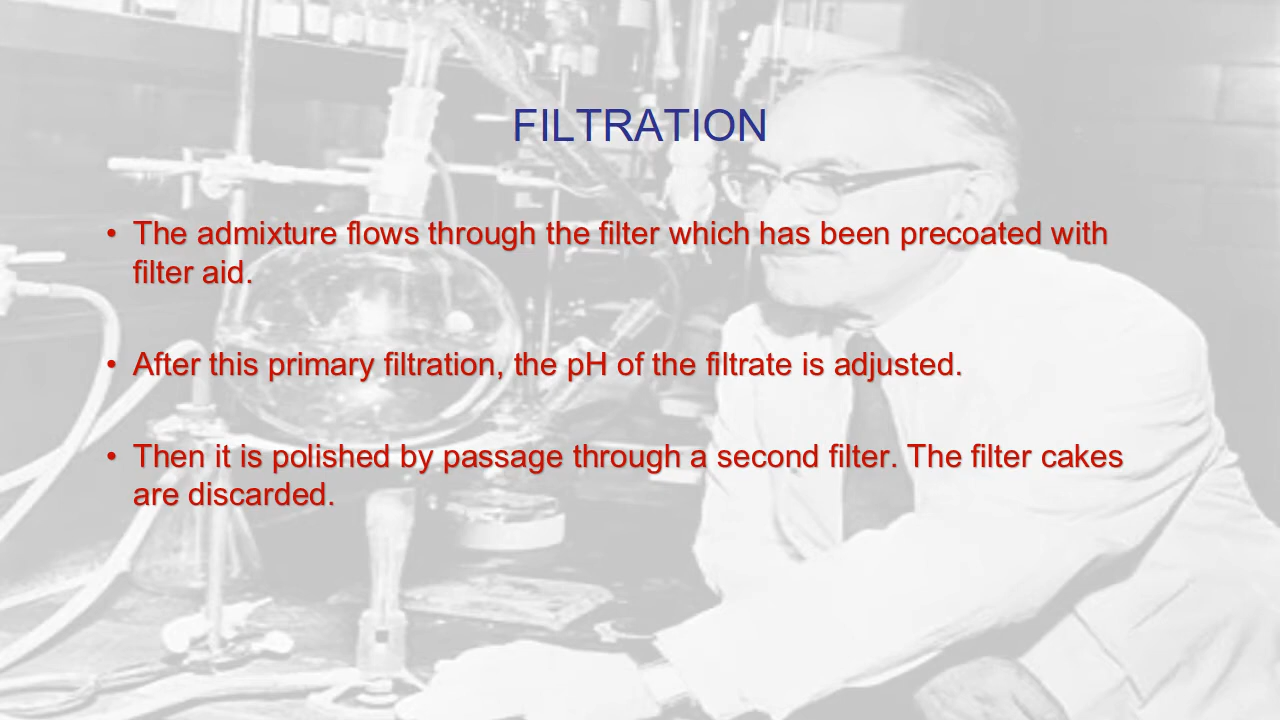 FILTRATION
• The admixture flows through the filter which has been precoated with
filter aid.
• After this primary filtration, the pH of the filtrate is adjusted.
• Then it is polished by passage through a second filter. The filter cakes
are discarded.